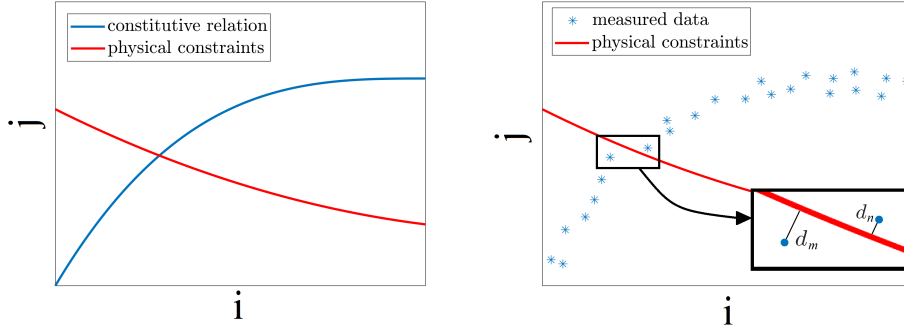 constitutive relation
physical constraints
j
i
measured data
physical constraints
j
d_n
d_m
i